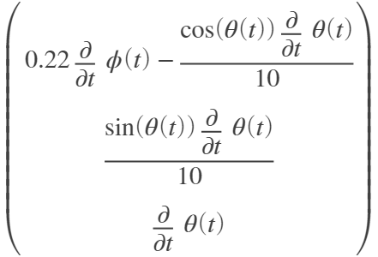 0.22 ∂/∂t ϕ(t) − cos(θ(t)) ∂/∂t θ(t) / 10
sin(θ(t)) ∂/∂t θ(t) / 10
∂/∂t θ(t)